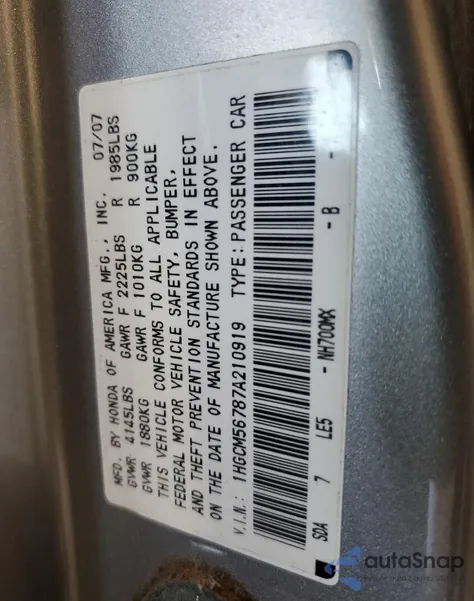 MFD. BY HONDA OF AMERICA MFG., INC. 07/07
GVWR 4145LBS GAWR F 2225LBS R 1985LBS
GVWR 1880KG GAWR F 1010KG R 900KG
THIS VEHICLE CONFORMS TO ALL APPLICABLE
FEDERAL MOTOR VEHICLE SAFETY, BUMPER,
AND THEFT PREVENTION STANDARDS IN EFFECT
ON THE DATE OF MANUFACTURE SHOWN ABOVE.
V.I.N.: 1HGCM56787A210919 TYPE: PASSENGER CAR
SDA 7 LE5 - NH700MX - B -
autoSnap